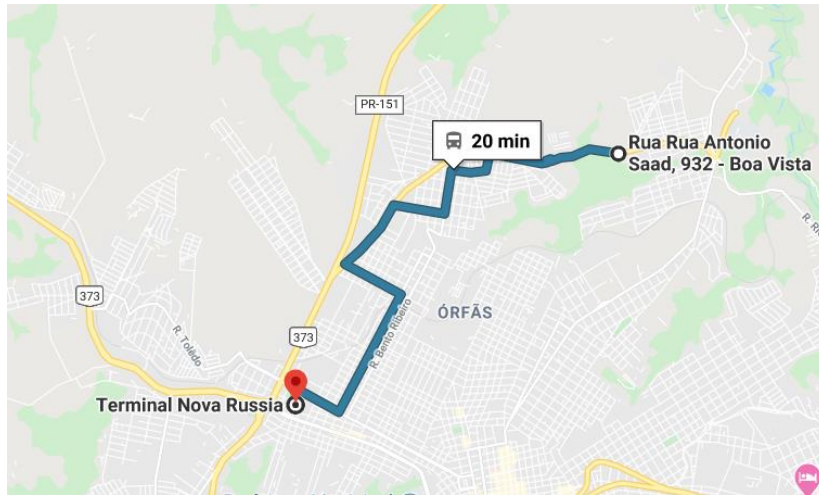 PR-151
20 min
Rua Rua Antonio
Saad, 932 - Boa Vista
373
ÓRFÃS
R. Toledo
373
R. Bento Ribeiro
Terminal Nova Russia